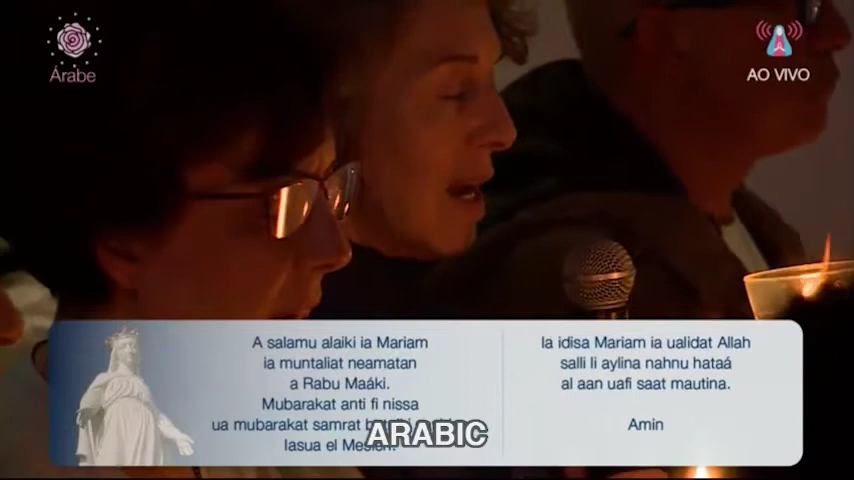 Árabe
AO VIVO
A salamu alaiki ia Mariam
ia muntaliat neamatan
a Rabu Maáki.
Mubarakat anti fi nissa
ua mubarakat samrat
Iasua el
la idisa Mariam ia ualidat Allah
salli li aylina nahnu hataá
al aan uafi saat mautina.
Amin
ARABIC